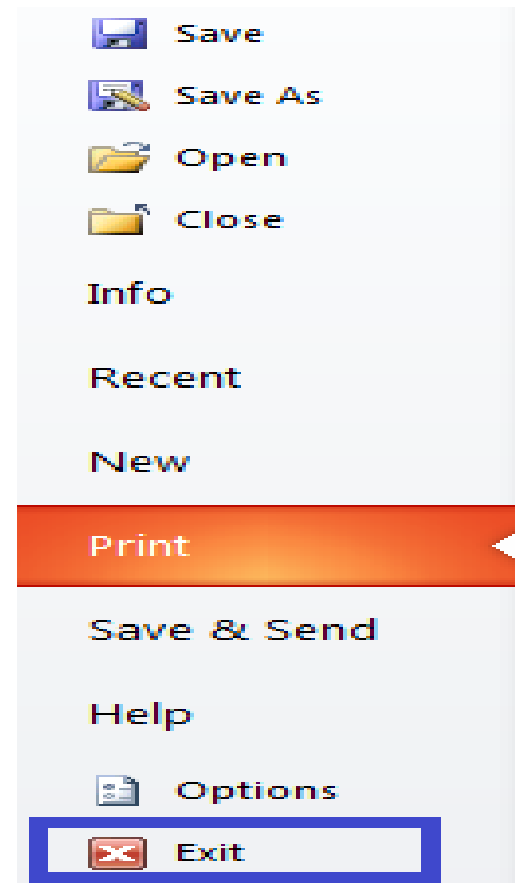 Save
Save As
Open
Close
Info
Recent
New
Print
Save & Send
Help
Options
Exit